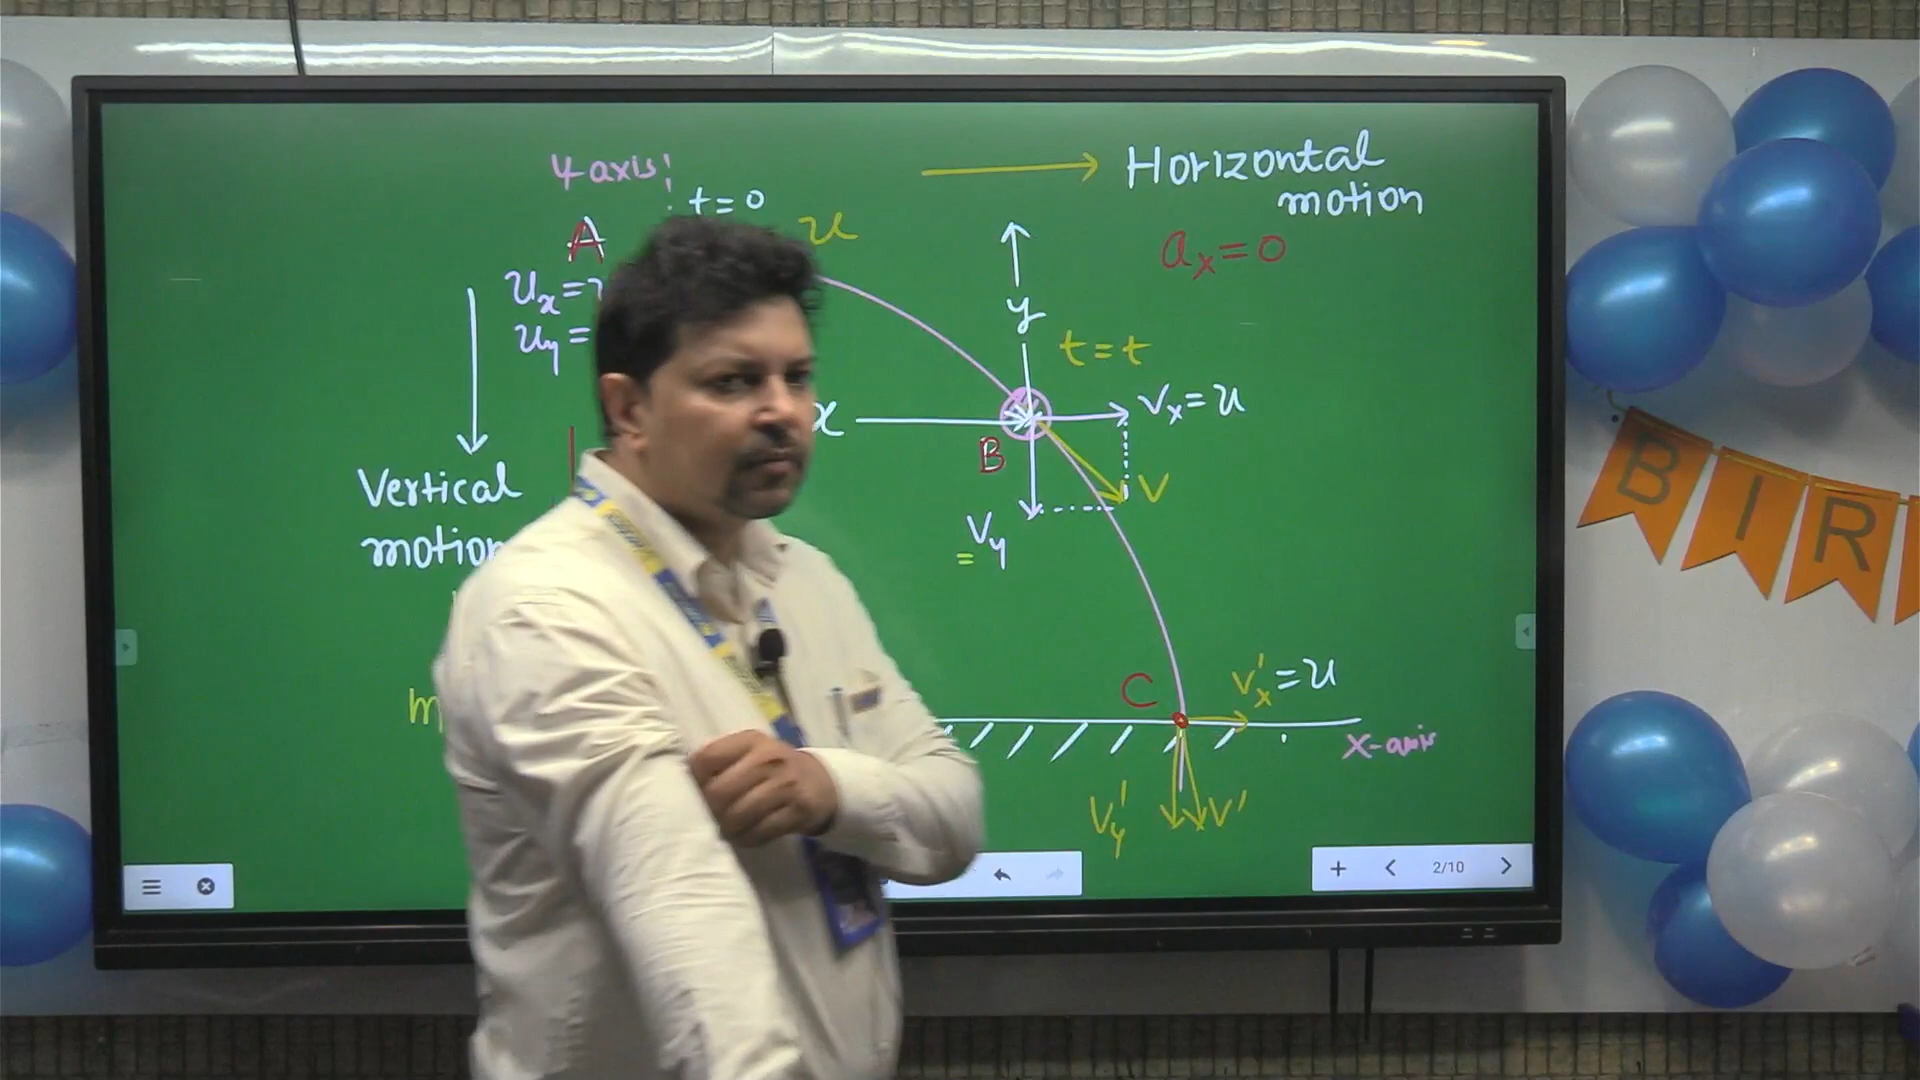 Y-axis
t=0
Horizontal
motion
A
u
ax=0
ux=
uy=
y
t=t
x
vx=u
B
v
Vertical
motion
Vy
=
BIR
C
v'x=u
m
X-axis
v'y
v'
2/10